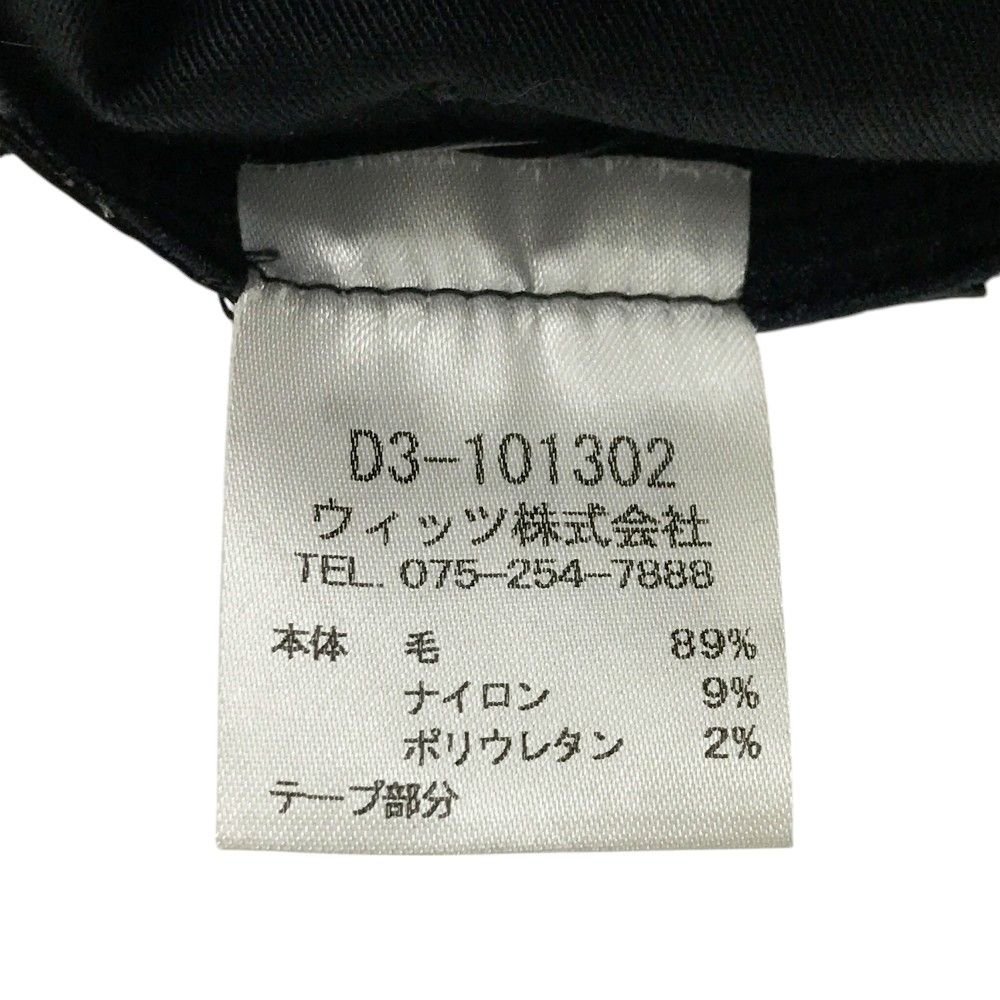 D3-101302
ウィッツ株式会社
TEL. 075-254-7888
本体 毛 89%
ナイロン 9%
ポリウレタン 2%
テープ部分